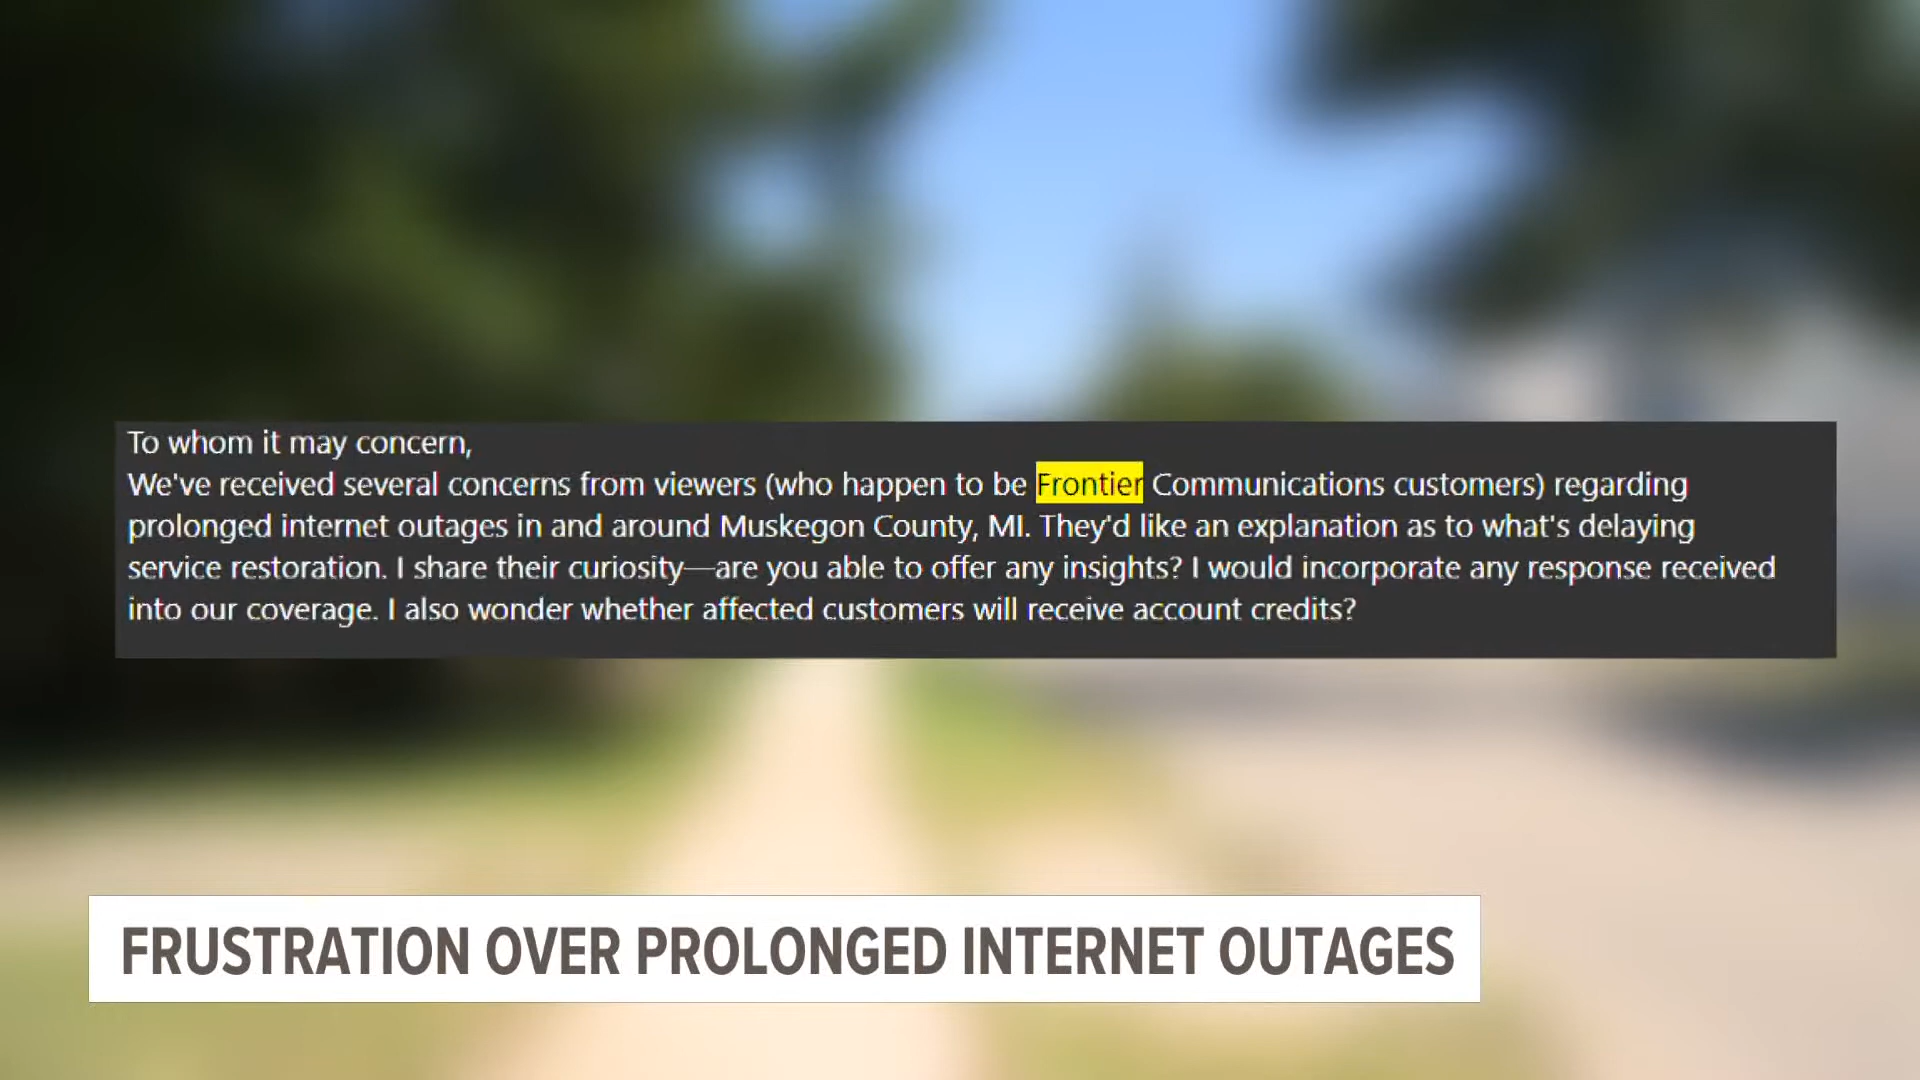 To whom it may concern,
We've received several concerns from viewers (who happen to be Frontier Communications customers) regarding
prolonged internet outages in and around Muskegon County, MI. They'd like an explanation as to what's delaying
service restoration. I share their curiosity—are you able to offer any insights? I would incorporate any response received
into our coverage. I also wonder whether affected customers will receive account credits?
FRUSTRATION OVER PROLONGED INTERNET OUTAGES